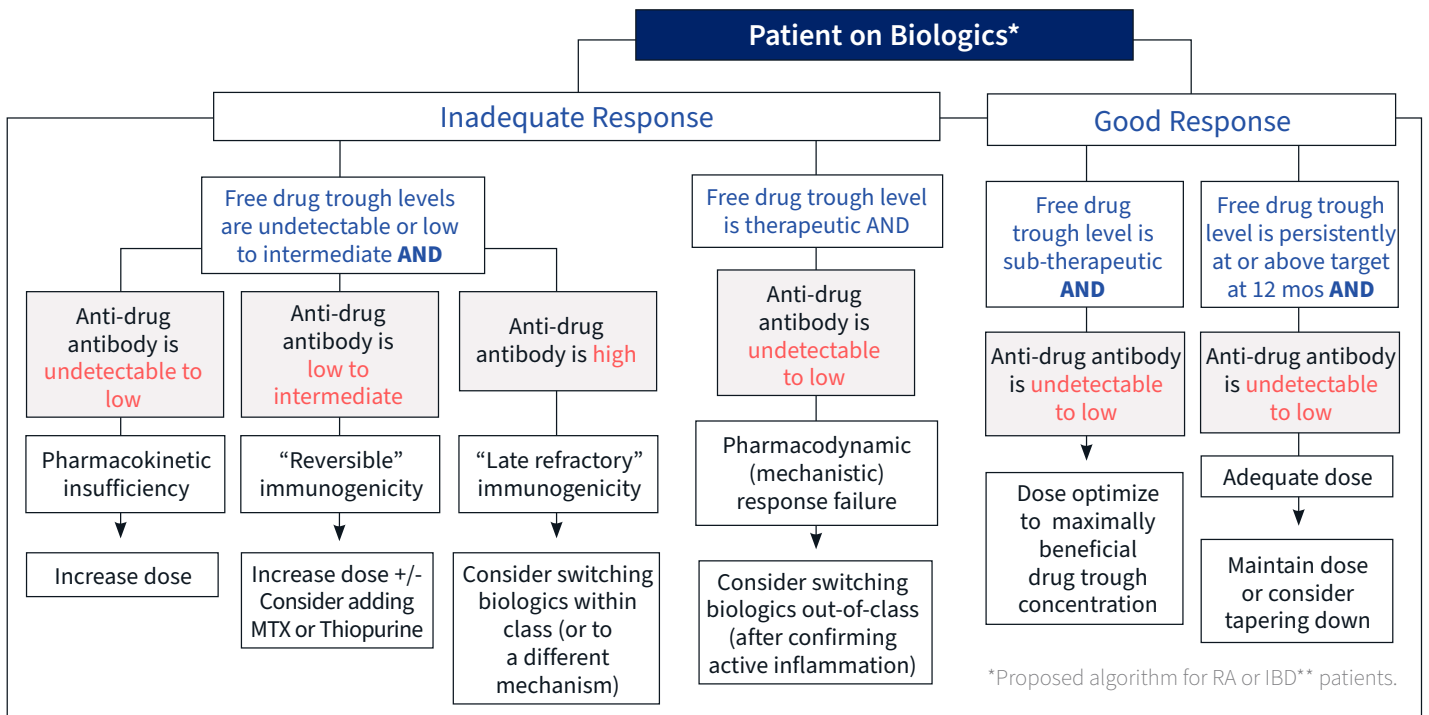 Patient on Biologics*
Inadequate Response
Good Response
Free drug trough levels
are undetectable or low
to intermediate AND
Anti-drug
antibody is
undetectable to
low
Pharmacokinetic
insufficiency
Increase dose
Anti-drug
antibody is
low to
intermediate
“Reversible”
immunogenicity
Increase dose +/-
Consider adding
MTX or Thiopurine
Anti-drug
antibody is high
“Late refractory”
immunogenicity
Consider switching
biologics within
class (or to
a different
mechanism)
Free drug trough level
is therapeutic AND
Anti-drug
antibody is
undetectable
to low
Pharmacodynamic
(mechanistic)
response failure
Consider switching
biologics out-of-class
(after confirming
active inflammation)
Free drug
trough level is
sub-therapeutic
AND
Anti-drug antibody
is undetectable
to low
Dose optimize
to maximally
beneficial
drug trough
concentration
Free drug trough
level is persistently
at or above target
at 12 mos AND
Anti-drug antibody
is undetectable
to low
Adequate dose
Maintain dose
or consider
tapering down
*Proposed algorithm for RA or IBD** patients.